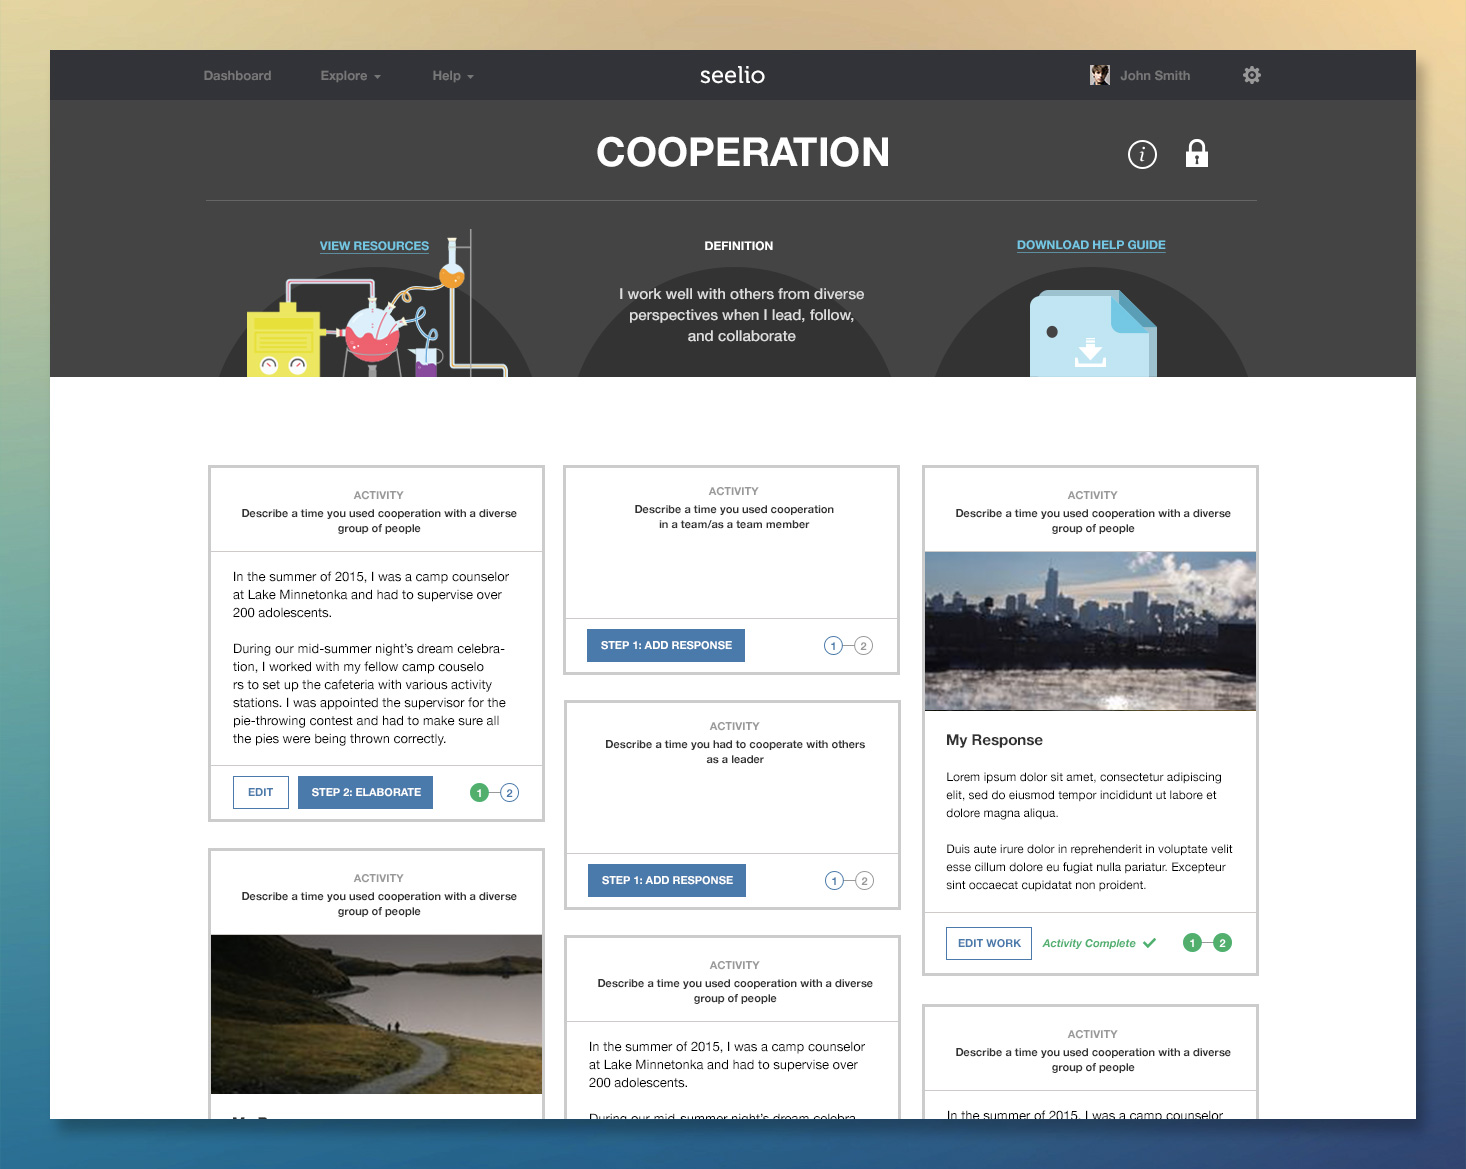 Dashboard
Explore
Help
seelio
John Smith
COOPERATION
i
VIEW RESOURCES
DEFINITION
I work well with others from diverse
perspectives when I lead, follow,
and collaborate
DOWNLOAD HELP GUIDE
ACTIVITY
Describe a time you used cooperation with a diverse
group of people
In the summer of 2015, I was a camp counselor
at Lake Minnetonka and had to supervise over
200 adolescents.
During our mid-summer night's dream celebra-
tion, I worked with my fellow camp couselo
rs to set up the cafeteria with various activity
stations. I was appointed the supervisor for the
pie-throwing contest and had to make sure all
the pies were being thrown correctly.
EDIT
STEP 2: ELABORATE
1
2
ACTIVITY
Describe a time you used cooperation with a diverse
group of people
ACTIVITY
Describe a time you used cooperation
in a team/as a team member
STEP 1: ADD RESPONSE
1
2
ACTIVITY
Describe a time you had to cooperate with others
as a leader
STEP 1: ADD RESPONSE
1
2
ACTIVITY
Describe a time you used cooperation with a diverse
group of people
In the summer of 2015, I was a camp counselor
at Lake Minnetonka and had to supervise over
200 adolescents.
During our mid-summer night's dream celebra-
ACTIVITY
Describe a time you used cooperation with a diverse
group of people
My Response
Lorem ipsum dolor sit amet, consectetur adipiscing
elit, sed do eiusmod tempor incididunt ut labore et
dolore magna aliqua.
Duis aute irure dolor in reprehenderit in voluptate velit
esse cillum dolore eu fugiat nulla pariatur. Excepteur
sint occaecat cupidatat non proident.
EDIT WORK
Activity Complete
1
2
ACTIVITY
Describe a time you used cooperation with a diverse
group of people
In the summer of 2015, I was a camp counselor